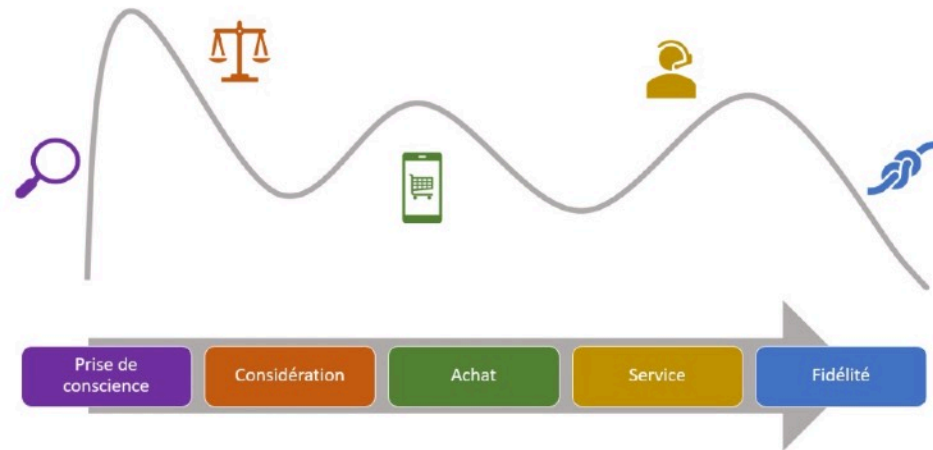 Prise de
conscience
Considération
Achat
Service
Fidélité